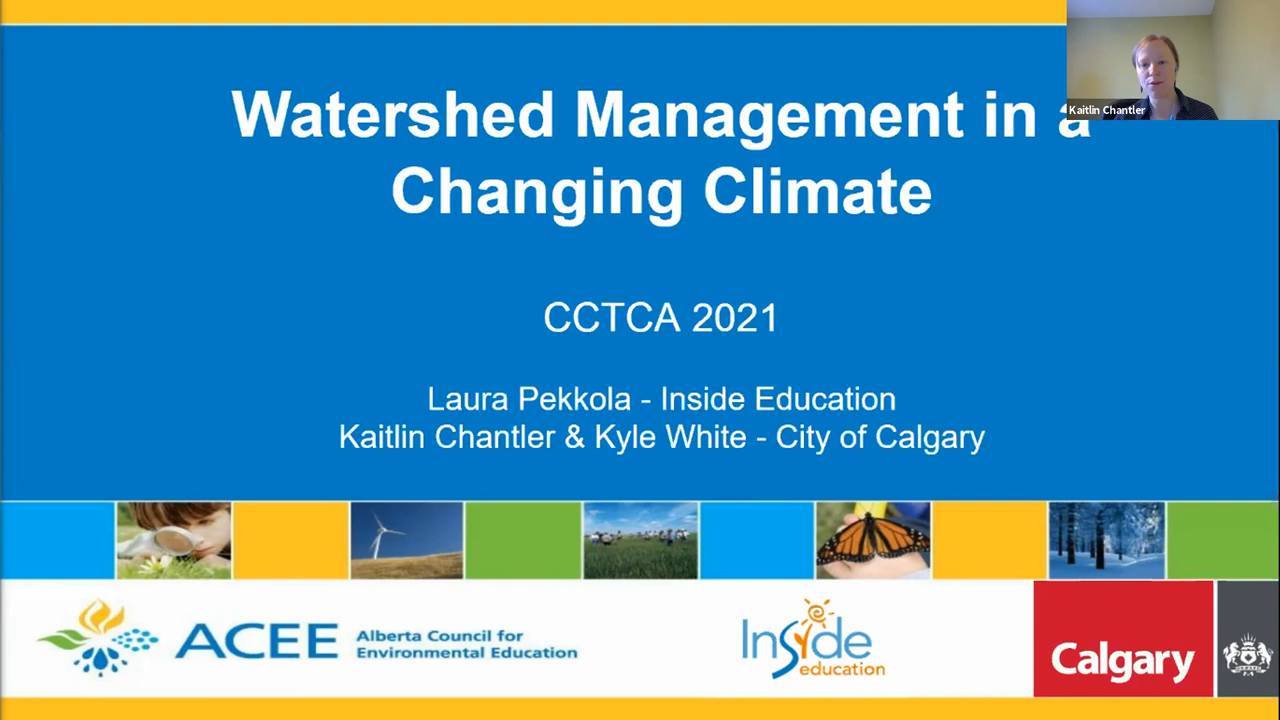 Watershed Management in a
Changing Climate
Kaitlin Chantler
CCTCA 2021
Laura Pekkola - Inside Education
Kaitlin Chantler & Kyle White - City of Calgary
ACEE
Alberta Council for
Environmental Education
Inside
education
Calgary